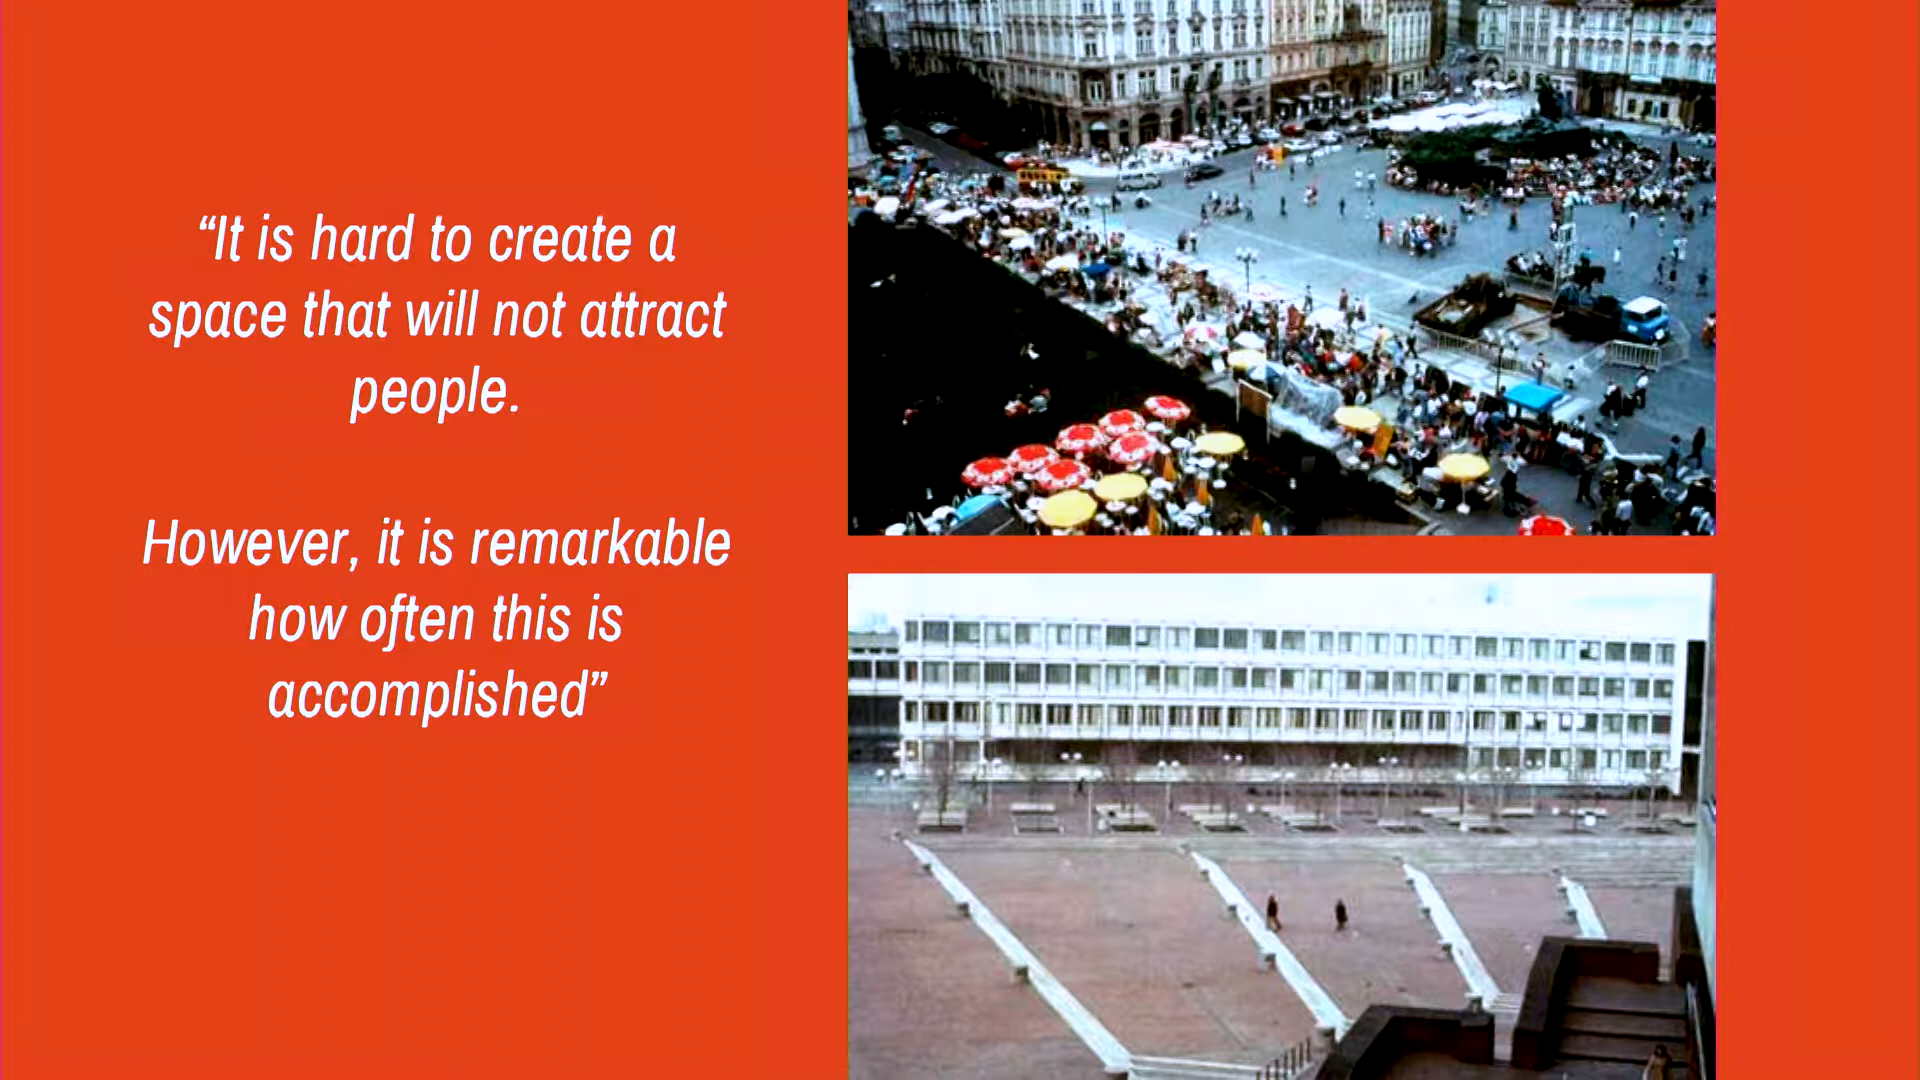 “It is hard to create a
space that will not attract
people.
However, it is remarkable
how often this is
accomplished”